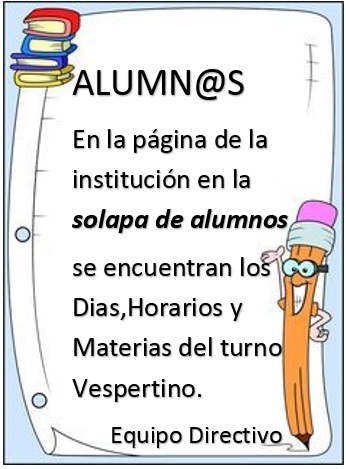 ALUMN@S
En la página de la
institución en la
solapa de alumnos
se encuentran los
Dias,Horarios y
Materias del turno
Vespertino.
Equipo Directivo